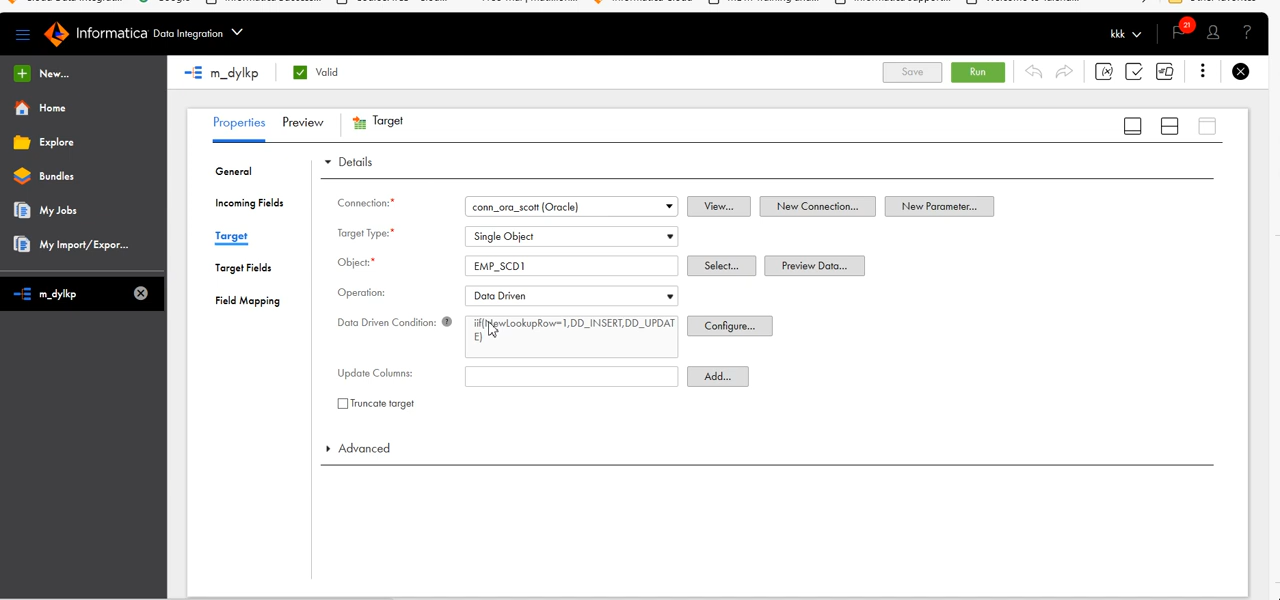 Google
Informatica Data Integration
kkk
21
?
New...
Home
Explore
Bundles
My Jobs
My Import/Expor...
m_dylkp
m_dylkp
Valid
Save
Run
Properties
Preview
Target
General
Incoming Fields
Target
Target Fields
Field Mapping
Details
Connection:*
conn_ora_scott (Oracle)
View...
New Connection...
New Parameter...
Target Type:*
Single Object
Object:*
EMP_SCD1
Select...
Preview Data...
Operation:
Data Driven
Data Driven Condition: ?
iif(NewLookupRow=1,DD_INSERT,DD_UPDAT
E)
Configure...
Update Columns:
Add...
Truncate target
Advanced